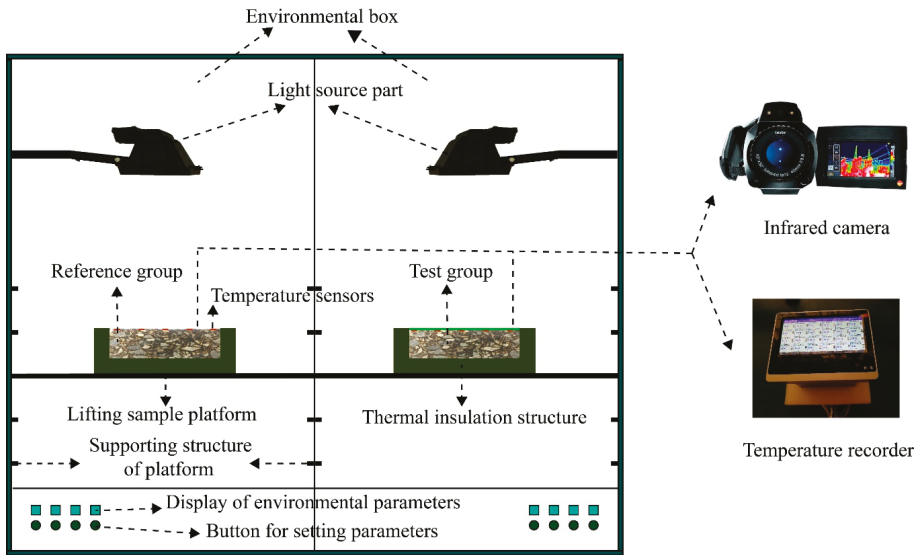 Environmental box
Light source part
Infrared camera
Reference group
Test group
Temperature sensors
Lifting sample platform
Thermal insulation structure
Supporting structure
of platform
Temperature recorder
Display of environmental parameters
Button for setting parameters